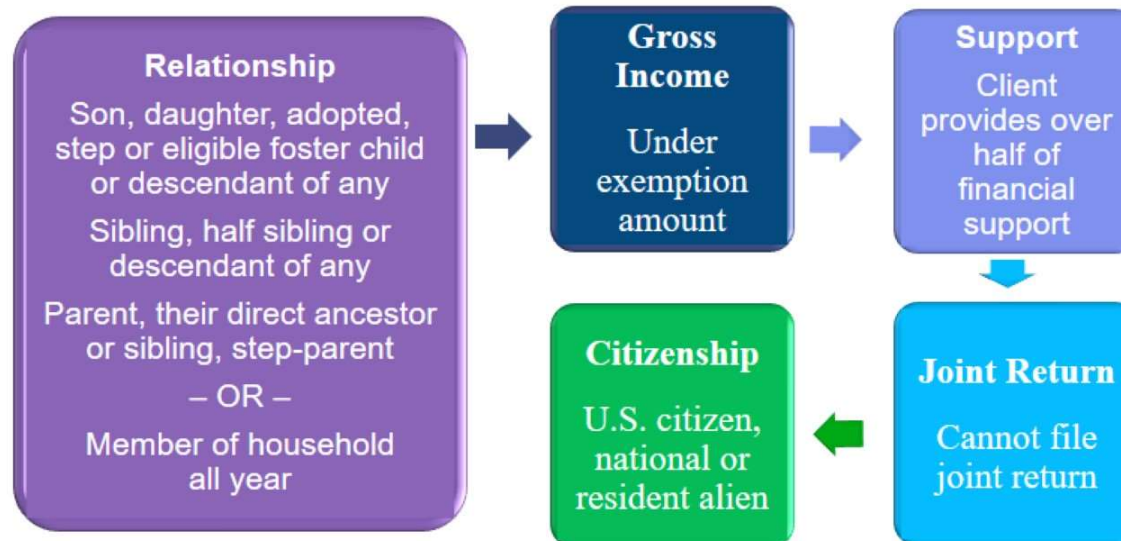 Relationship
Son, daughter, adopted,
step or eligible foster child
or descendant of any
Sibling, half sibling or
descendant of any
Parent, their direct ancestor
or sibling, step-parent
– OR –
Member of household
all year
Gross
Income
Under
exemption
amount
Support
Client
provides over
half of
financial
support
Joint Return
Cannot file
joint return
Citizenship
U.S. citizen,
national or
resident alien